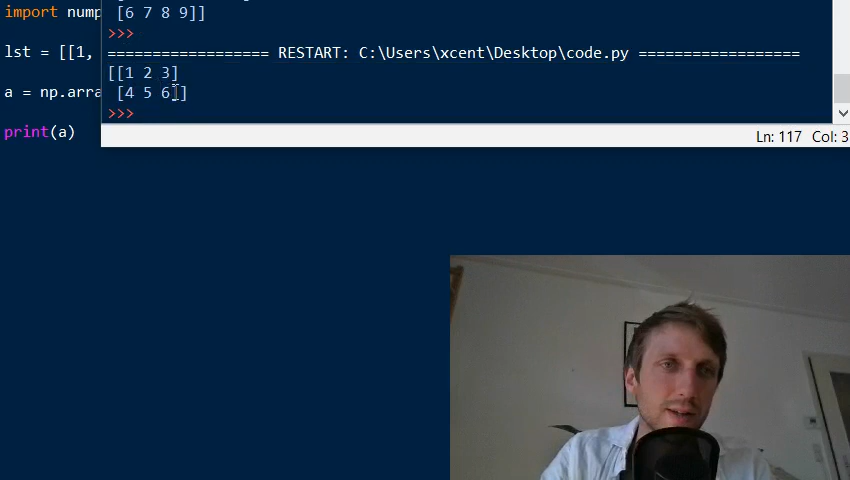 import nump
lst = [[1,
a = np.arra
print(a)
[6 7 8 9]]
>>>
================== RESTART: C:\Users\xcent\Desktop\code.py ==================
[[1 2 3]
[4 5 6]]
>>>
Ln: 117 Col: 3